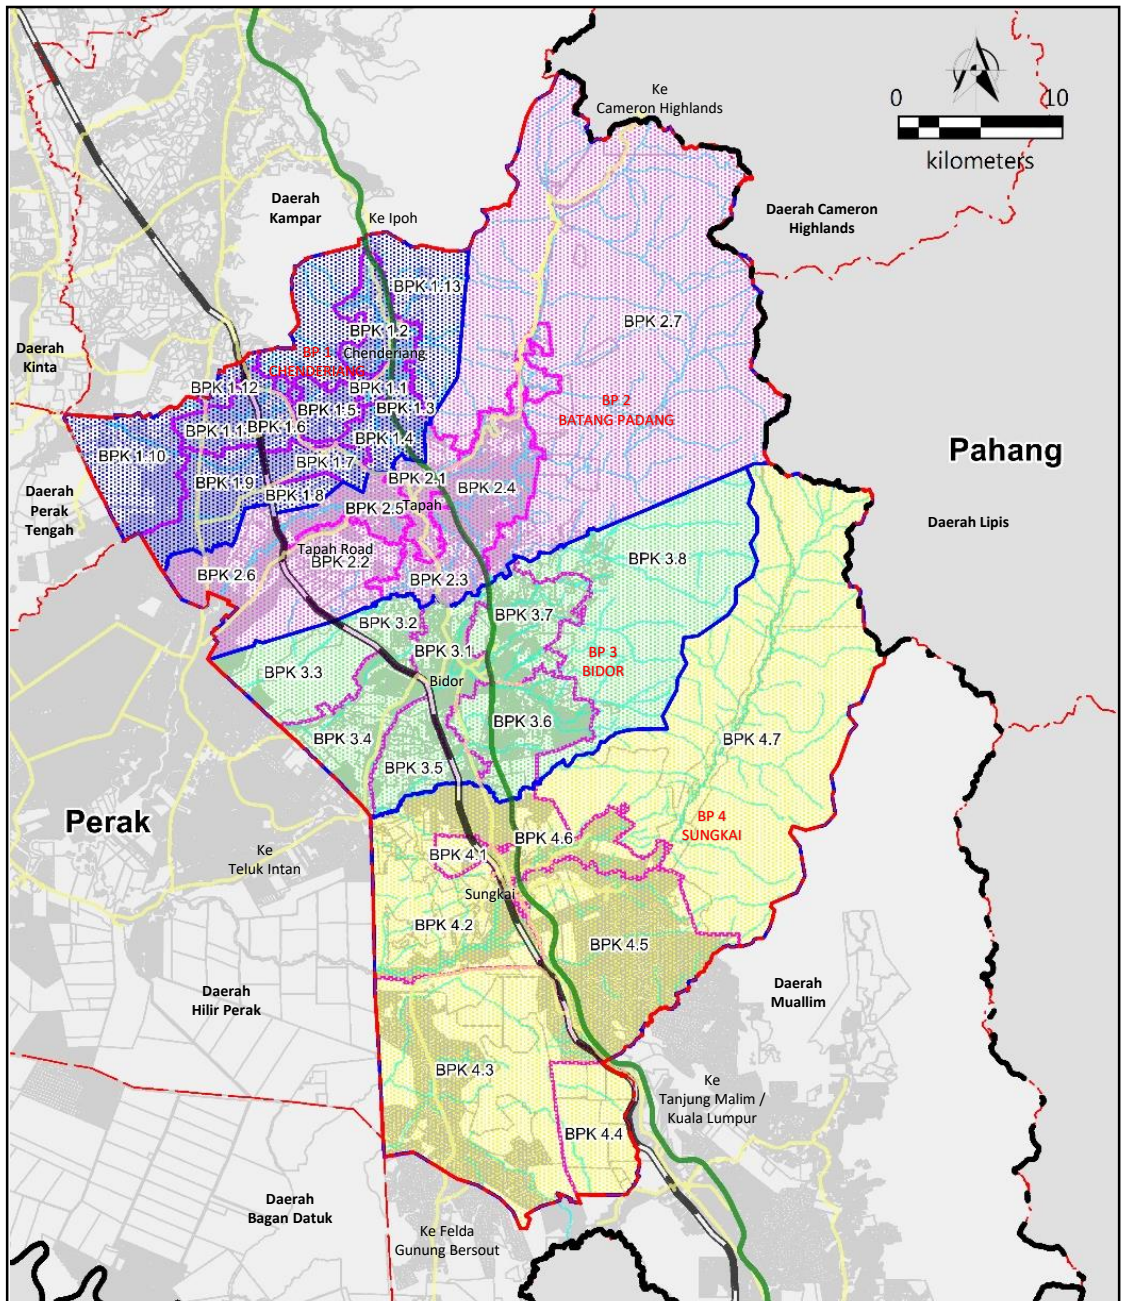 Ke
Cameron Highlands
0 10
kilometers
Daerah
Kampar
Ke Ipoh
Daerah Cameron
Highlands
BPK 1.13
BPK 1.2
BPK 2.7
Daerah
Kinta
BP 1
CHENDERIANG
Chenderiang
BPK 1.12
BPK 1.1
BPK 1.5
BPK 1.3
BP 2
BATANG PADANG
BPK 1.1
BPK 1.6
BPK 1.4
BPK 1.10
BPK 1.7
Pahang
BPK 1.9
BPK 1.8
BPK 2.1
BPK 2.4
Daerah
Perak
Tengah
BPK 2.5
Tapah
Daerah Lipis
Tapah Road
BPK 2.2
BPK 2.6
BPK 2.3
BPK 3.8
BPK 3.7
BPK 3.2
BPK 3.1
BP 3
BIDOR
BPK 3.3
Bidor
BPK 3.6
BPK 3.4
BPK 4.7
BPK 3.5
Perak
BP 4
SUNGKAI
BPK 4.6
Ke
Teluk Intan
BPK 4.1
Sungkai
BPK 4.2
BPK 4.5
Daerah
Hilir Perak
Daerah
Muallim
BPK 4.3
Ke
Tanjung Malim /
Kuala Lumpur
BPK 4.4
Daerah
Bagan Datuk
Ke Felda
Gunung Bersout